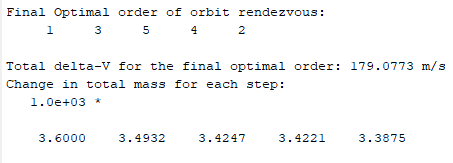 Final Optimal order of orbit rendezvous:
1 3 5 4 2
Total delta-V for the final optimal order: 179.0773 m/s
Change in total mass for each step:
1.0e+03 *
3.6000 3.4932 3.4247 3.4221 3.3875